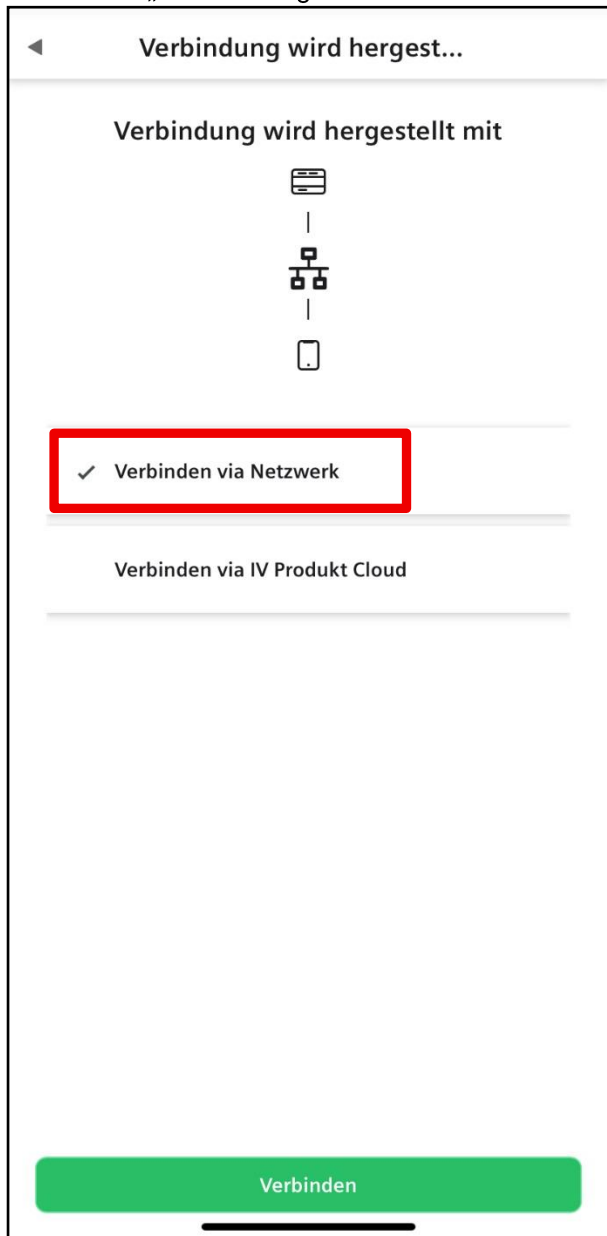 Verbindung wird hergest...
Verbindung wird hergestellt mit
Verbinden via Netzwerk
Verbinden via IV Produkt Cloud
Verbinden